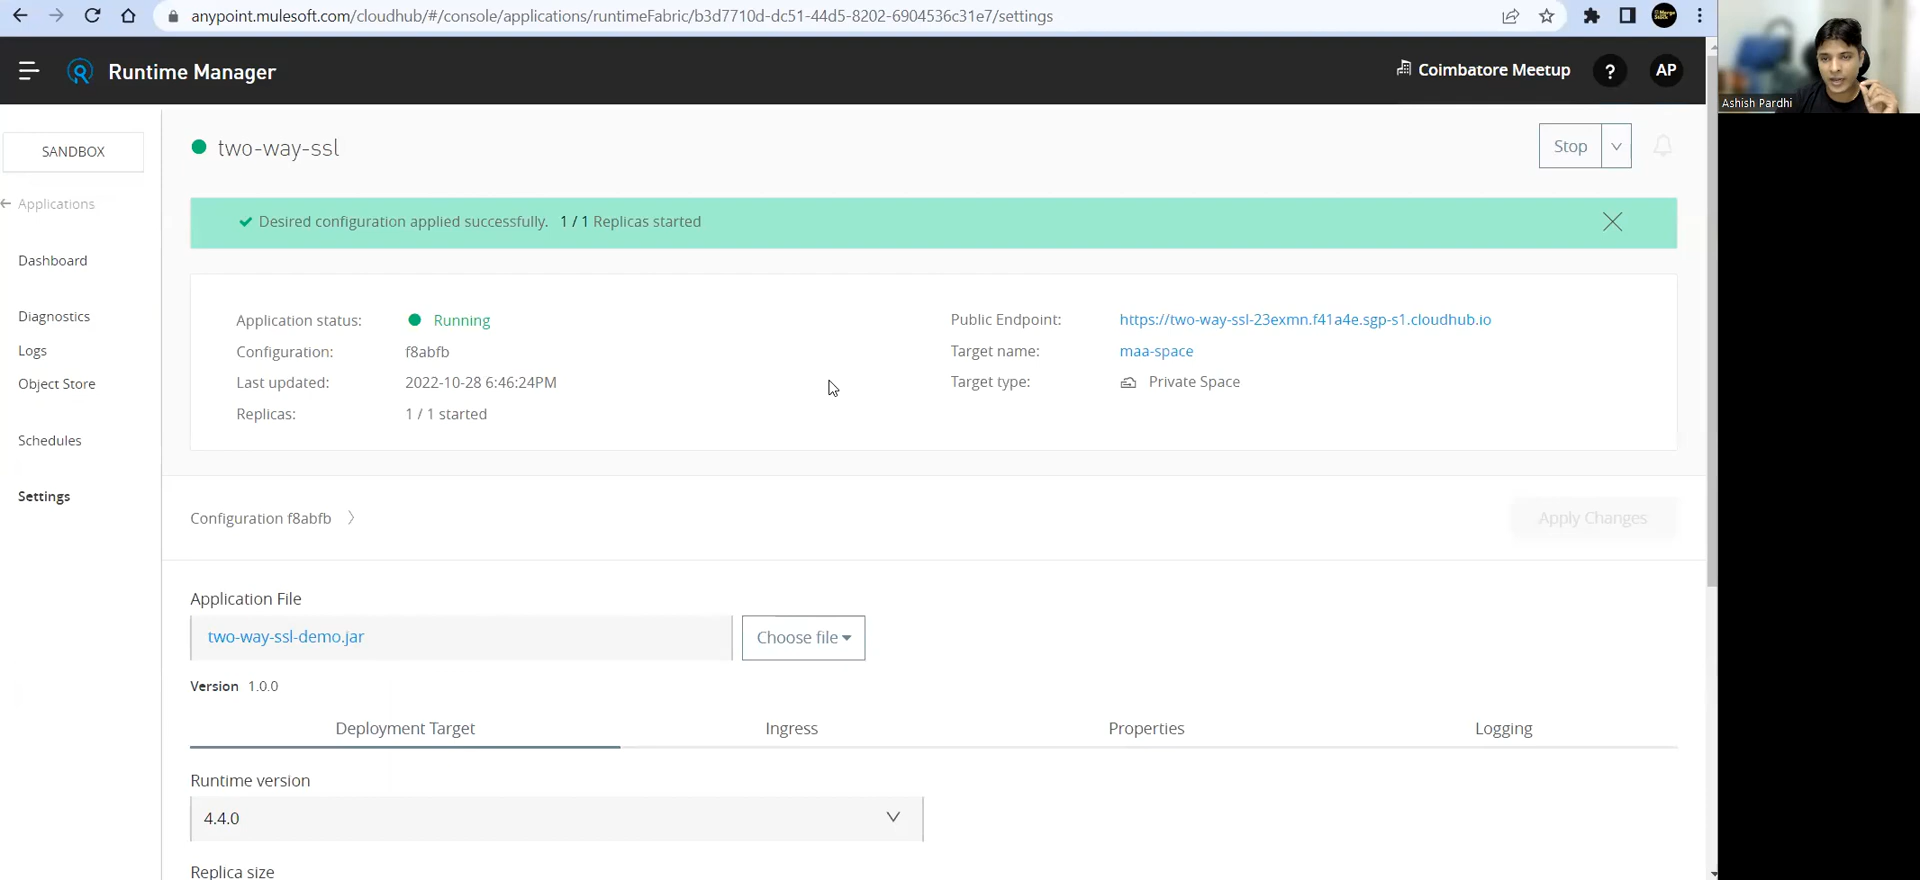 anypoint.mulesoft.com/cloudhub/#/console/applications/runtimeFabric/b3d7710d-dc51-44d5-8202-6904536c31e7/settings
Runtime Manager
Coimbatore Meetup
?
AP
Ashish Pardhi
SANDBOX
two-way-ssl
Stop
Applications
Desired configuration applied successfully. 1 / 1 Replicas started
Dashboard
Diagnostics
Logs
Object Store
Schedules
Settings
Application status: Running
Configuration: f8abfb
Last updated: 2022-10-28 6:46:24PM
Replicas: 1 / 1 started
Public Endpoint: https://two-way-ssl-23exmn.f41a4e.sgp-s1.cloudhub.io
Target name: maa-space
Target type: Private Space
Configuration f8abfb
Apply Changes
Application File
two-way-ssl-demo.jar
Choose file
Version 1.0.0
Deployment Target
Ingress
Properties
Logging
Runtime version
4.4.0
Replica size